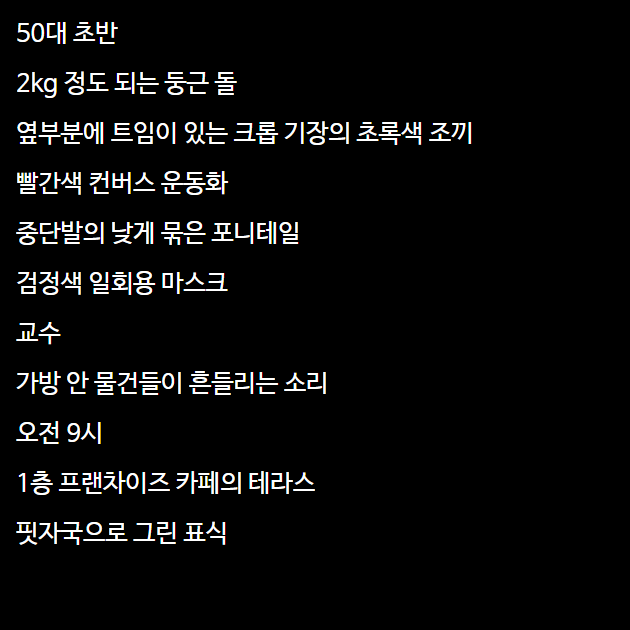 50대 초반
2kg 정도 되는 둥근 돌
옆부분에 트임이 있는 크롭 기장의 초록색 조끼
빨간색 컨버스 운동화
중단발의 낮게 묶은 포니테일
검정색 일회용 마스크
교수
가방 안 물건들이 흔들리는 소리
오전 9시
1층 프랜차이즈 카페의 테라스
핏자국으로 그린 표식